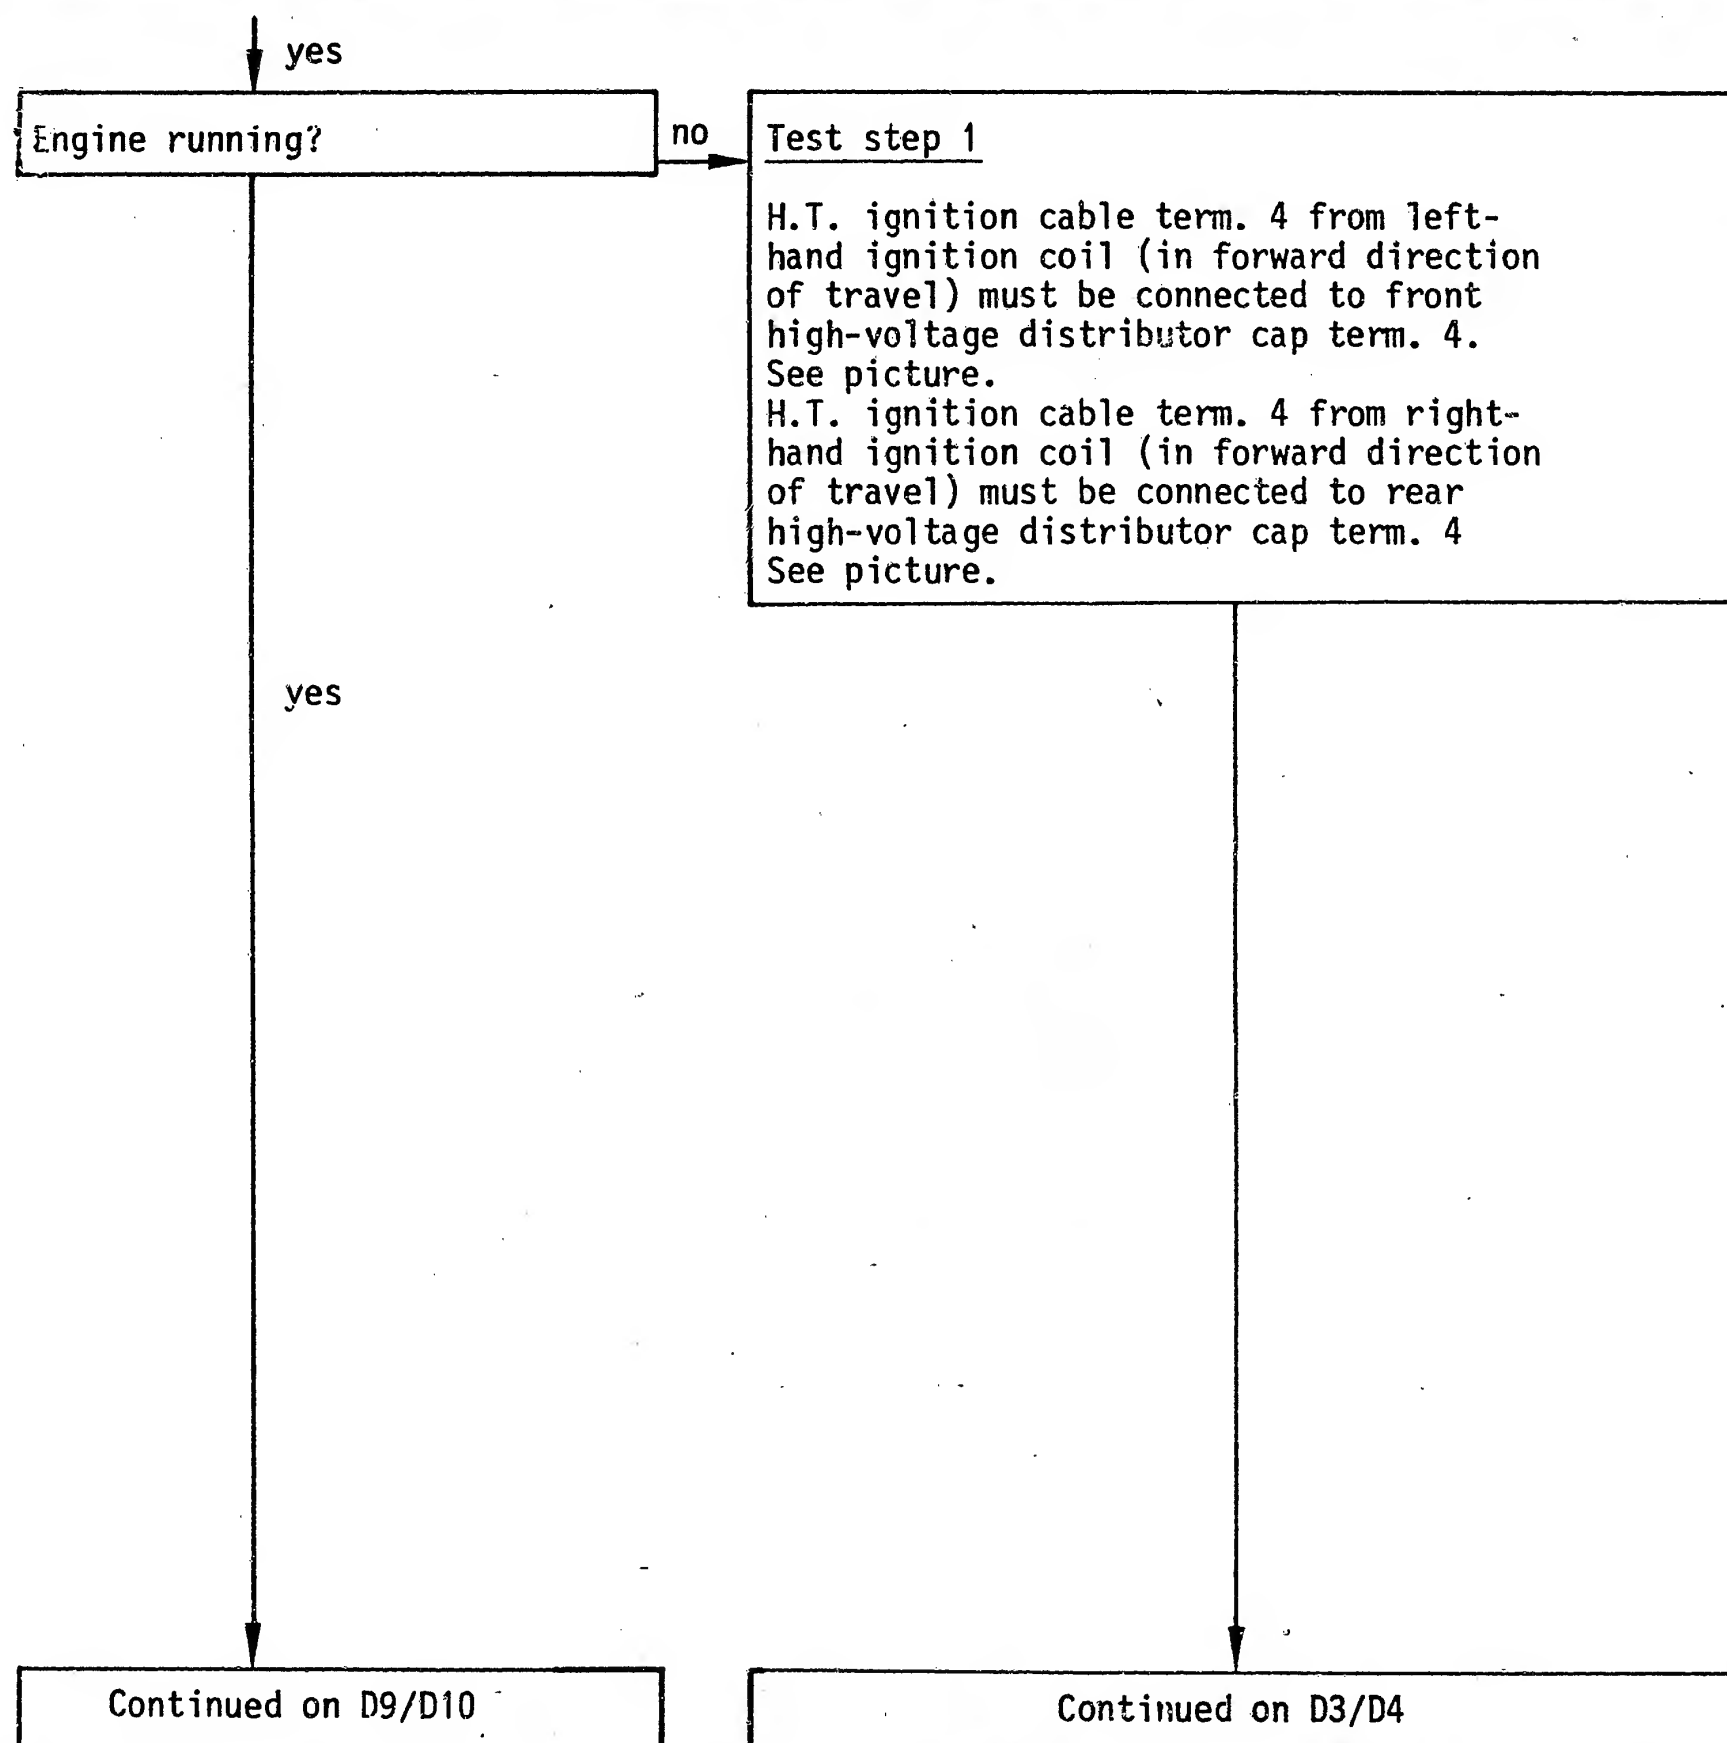 yes
Engine running?
no
Test step 1
H.T. ignition cable term. 4 from left-
hand ignition coil (in forward direction
of travel) must be connected to front
high-voltage distributor cap term. 4.
See picture.
H.T. ignition cable term. 4 from right-
hand ignition coil (in forward direction
of travel) must be connected to rear
high-voltage distributor cap term. 4
See picture.
yes
Continued on D9/D10
Continued on D3/D4